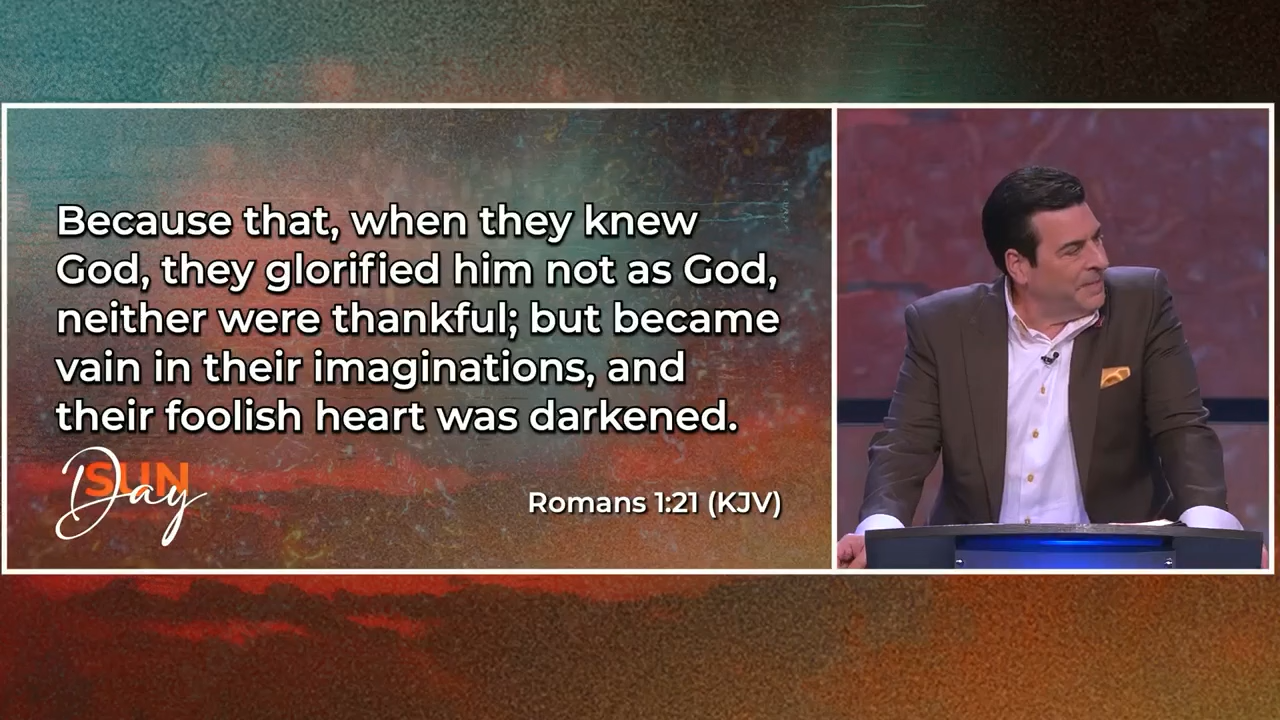 Because that, when they knew
God, they glorified him not as God,
neither were thankful; but became
vain in their imaginations, and
their foolish heart was darkened.
SUN
Day
Romans 1:21 (KJV)